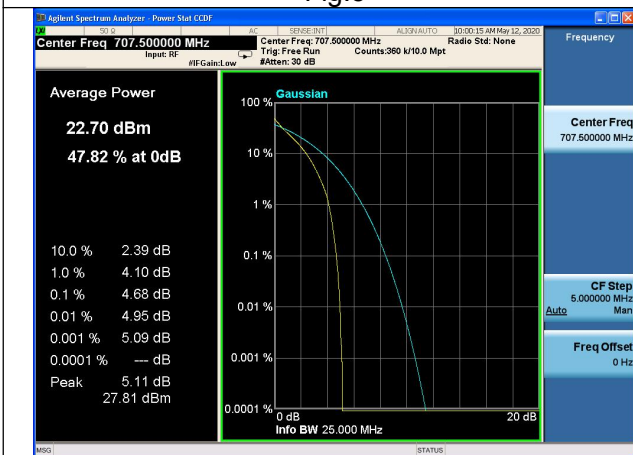 Agilent Spectrum Analyzer - Power Stat CCDF
50 Ω AC SENSE:INT ALIGNAUTO 10:00:15 AM May 12, 2020
Center Freq 707.500000 MHz
Center Freq: 707.500000 MHz Radio Std: None
Input: RF Trig: Free Run Counts:360 k/10.0 Mpt
#IFGain:Low #Atten: 30 dB
Frequency
Average Power
22.70 dBm
47.82 % at 0dB
10.0 % 2.39 dB
1.0 % 4.10 dB
0.1 % 4.68 dB
0.01 % 4.95 dB
0.001 % 5.09 dB
0.0001 % --- dB
Peak 5.11 dB
27.81 dBm
Gaussian
100 %
10 %
1 %
0.1 %
0.01 %
0.001 %
0.0001 %
0 dB 20 dB
Info BW 25.000 MHz
Center Freq
707.500000 MHz
CF Step
5.000000 MHz
Auto Man
Freq Offset
0 Hz
MSG STATUS